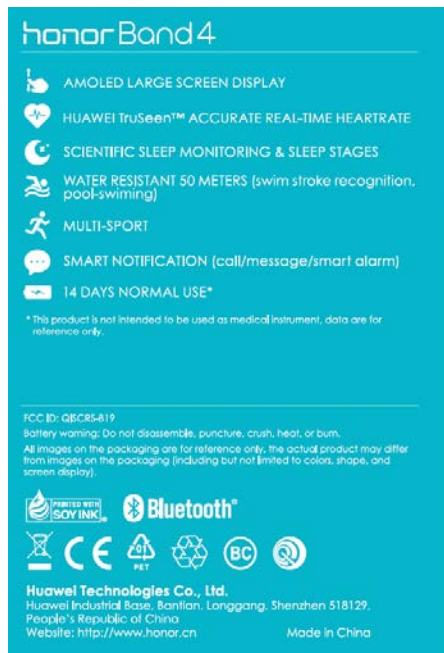 honor Band 4
AMOLED LARGE SCREEN DISPLAY
HUAWEI TruSeen™ ACCURATE REAL-TIME HEARTRATE
SCIENTIFIC SLEEP MONITORING & SLEEP STAGES
WATER RESISTANT 50 METERS (swim stroke recognition,
pool-swiming)
MULTI-SPORT
SMART NOTIFICATION (call/message/smart alarm)
14 DAYS NORMAL USE*
* This product is not intended to be used as medical instrument, data are for
reference only.
FCC ID: QISCRS-B19
Battery warning: Do not disassemble, puncture, crush, heat, or burn.
All images on the packaging are for reference only, the actual product may differ
from images on the packaging (including but not limited to colors, shape, and
screen display).
PRINTED WITH
SOY INK
Bluetooth®
CE
01
PET
BC
Huawei Technologies Co., Ltd.
Huawei Industrial Base, Bantian, Longgang, Shenzhen 518129,
People's Republic of China
Website: http://www.honor.cn
Made in China